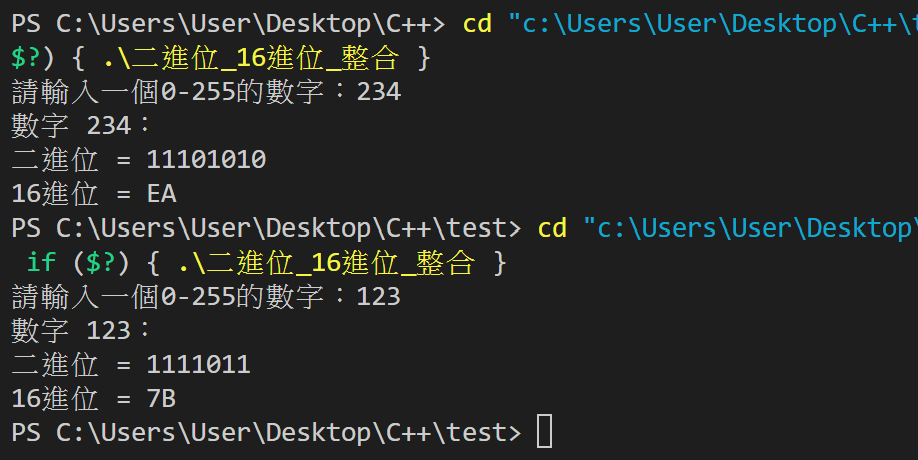 PS C:\Users\User\Desktop\C++> cd "c:\Users\User\Desktop\C++\
$?) { .\二進位_16進位_整合 }
請輸入一個0-255的數字：234
數字 234：
二進位 = 11101010
16進位 = EA
PS C:\Users\User\Desktop\C++\test> cd "c:\Users\User\Desktop\
if ($?) { .\二進位_16進位_整合 }
請輸入一個0-255的數字：123
數字 123：
二進位 = 1111011
16進位 = 7B
PS C:\Users\User\Desktop\C++\test>